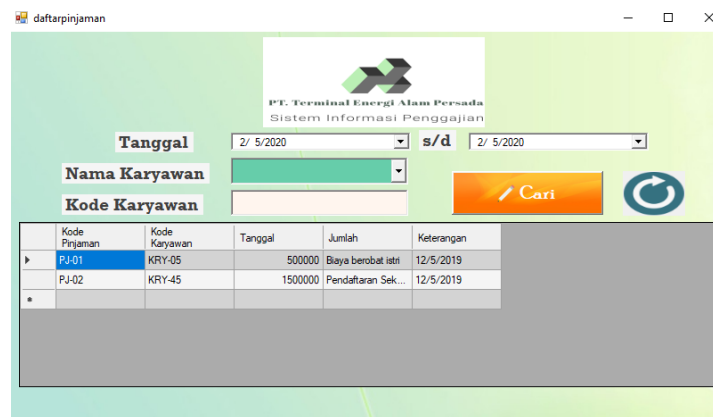 daftarpinjaman
PT. Terminal Energi Alam Persada
Sistem Informasi Penggajian
Tanggal 2/ 5/2020 s/d 2/ 5/2020
Nama Karyawan
Kode Karyawan Cari
Kode Pinjaman Kode Karyawan Tanggal Jumlah Keterangan
PJ-01 KRY-05 500000 Biaya berobat istri 12/5/2019
PJ-02 KRY-45 1500000 Pendaftaran Sek... 12/5/2019